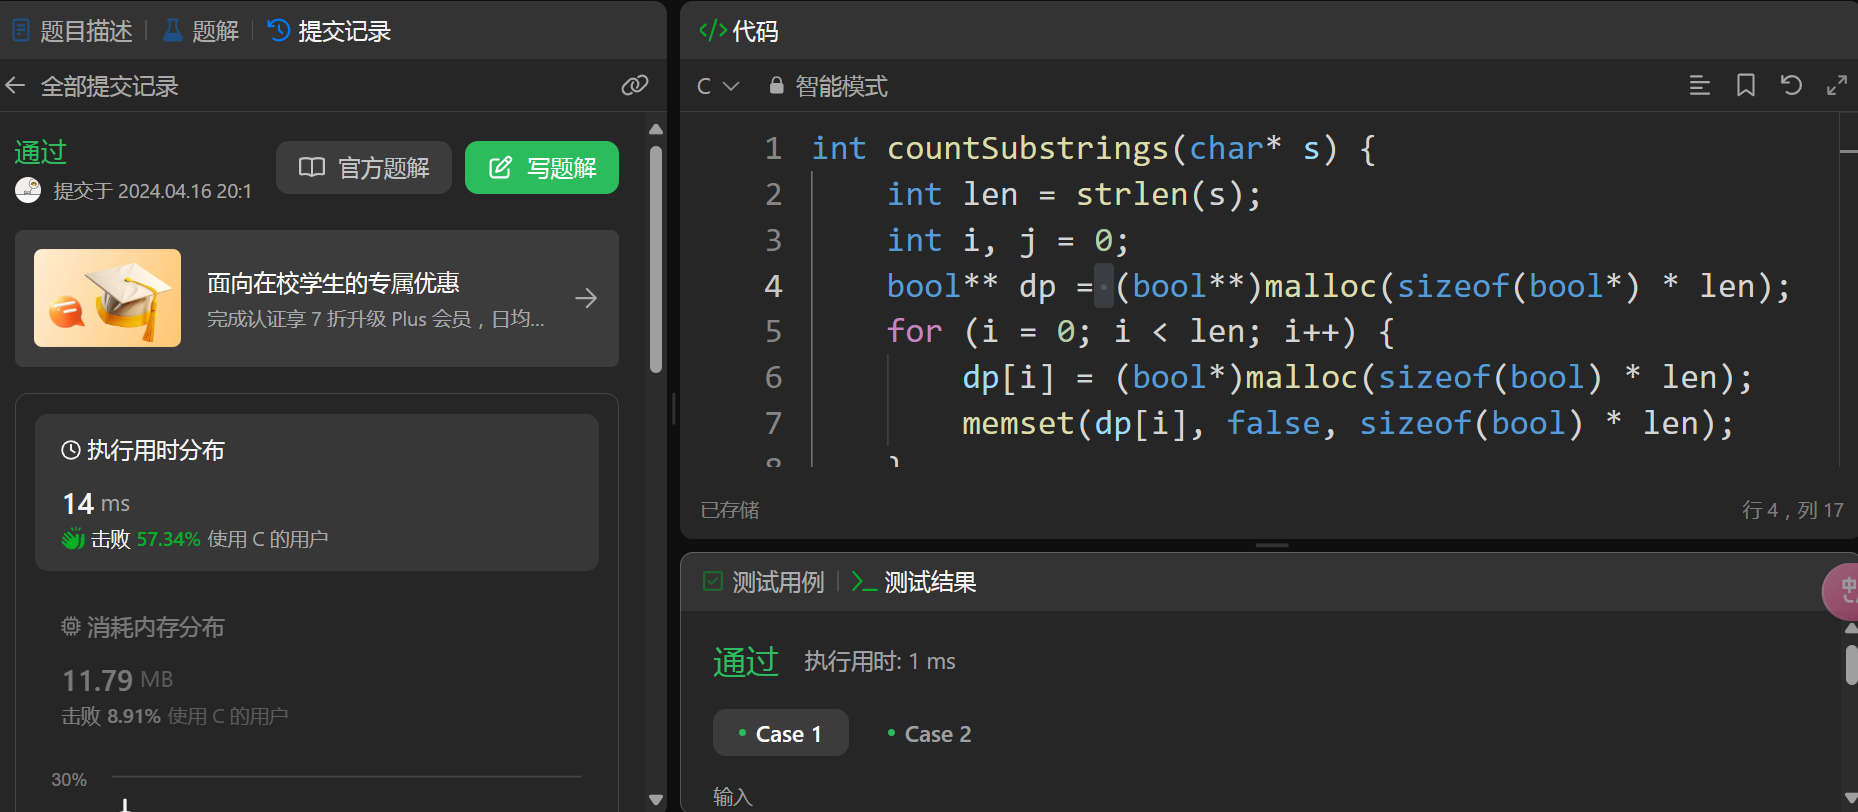 题目描述 | 题解 | 提交记录
全部提交记录
通过
提交于 2024.04.16 20:1
官方题解
写题解
面向在校学生的专属优惠
完成认证享 7 折升级 Plus 会员，日均...
执行用时分布
14 ms
击败 57.34% 使用 C 的用户
消耗内存分布
11.79 MB
击败 8.91% 使用 C 的用户
30%
</> 代码
C 智能模式
1 int countSubstrings(char* s) {
2 int len = strlen(s);
3 int i, j = 0;
4 bool** dp = (bool**)malloc(sizeof(bool*) * len);
5 for (i = 0; i < len; i++) {
6 dp[i] = (bool*)malloc(sizeof(bool) * len);
7 memset(dp[i], false, sizeof(bool) * len);
8 }
已存储
行 4，列 17
测试用例 | >_ 测试结果
通过 执行用时: 1 ms
• Case 1 • Case 2
输入